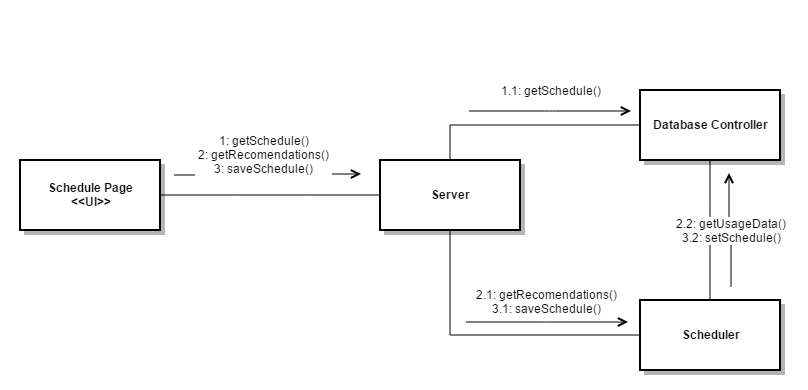 1.1: getSchedule()
Database Controller
1: getSchedule()
2: getRecomendations()
3: saveSchedule()
Schedule Page
<<UI>>
Server
2.2: getUsageData()
3.2: setSchedule()
2.1: getRecomendations()
3.1: saveSchedule()
Scheduler